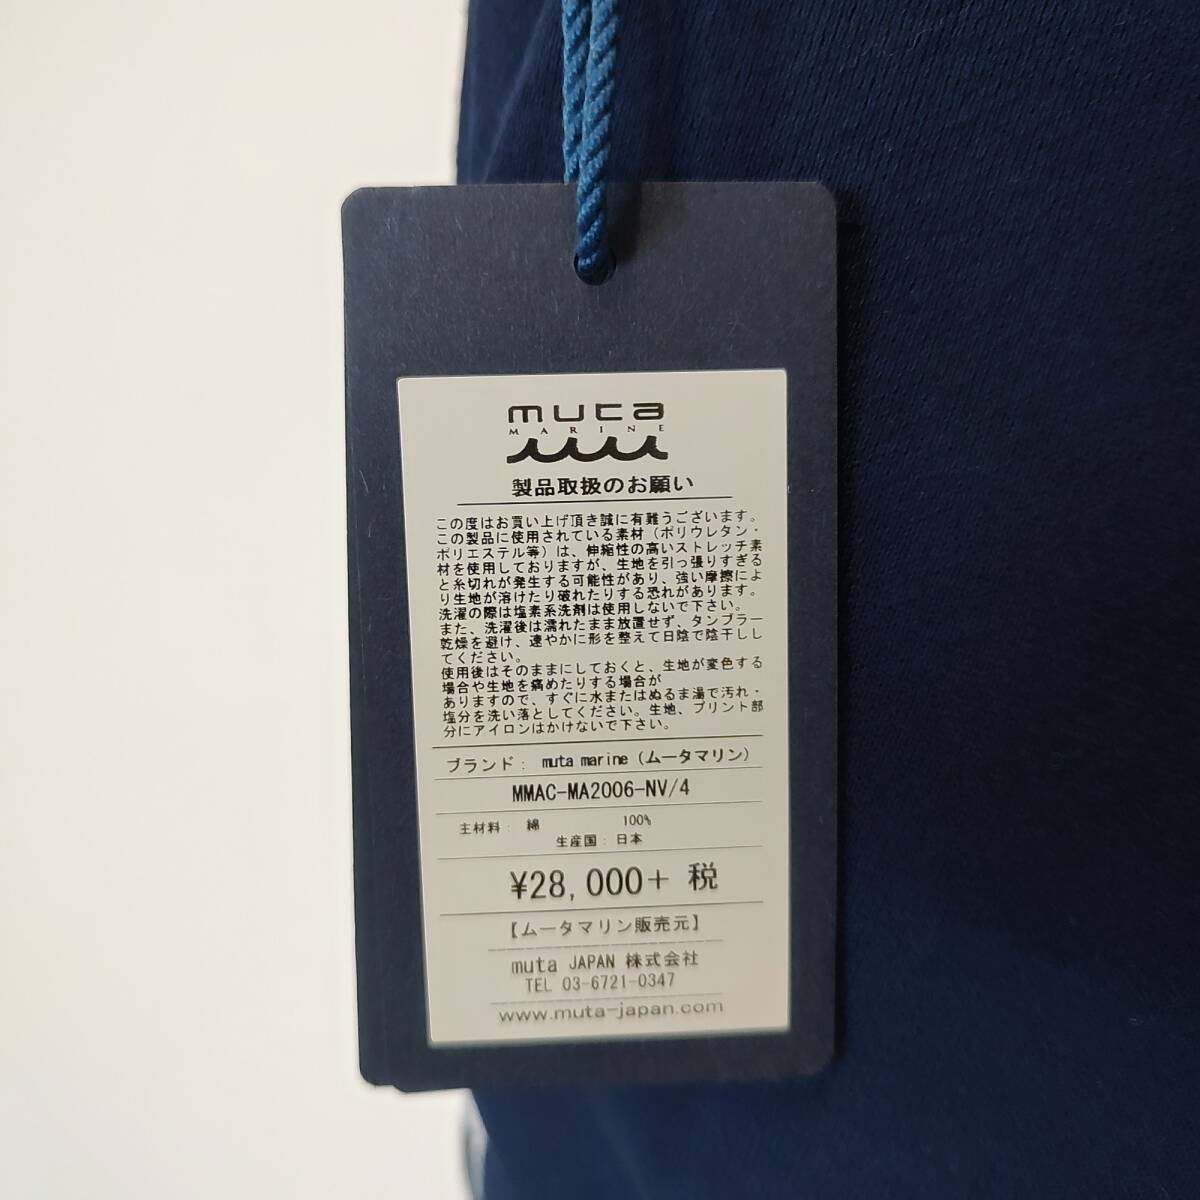 muta
MARINE
製品取扱のお願い
この度はお買い上げ頂き誠に有難うございます。
この製品に使用されている素材（ポリウレタン・
ポリエステル等）は、伸縮性の高いストレッチ素
材を使用しておりますが、生地を引っ張りすぎる
と糸切れが発生する可能性があり、強い摩擦によ
り生地が溶けたり破れたりする恐れがあります。
洗濯の際は塩素系洗剤は使用しないで下さい。
また、洗濯後は濡れたまま放置せず、タンブラー
乾燥を避け、速やかに形を整えて日陰で陰干しし
てください。
使用後はそのままにしておくと、生地が変色する
場合や生地を痛めたりする場合が
ありますので、すぐに水またはぬるま湯で汚れ・
塩分を洗い落としてください。生地、プリント部
分にアイロンはかけないで下さい。
ブランド： muta marine（ムータマリン）
MMAC-MA2006-NV/4
主材料： 綿 100%
生産国：日本
¥28,000+ 税
【ムータマリン販売元】
muta JAPAN 株式会社
TEL 03-6721-0347
www.muta-japan.com